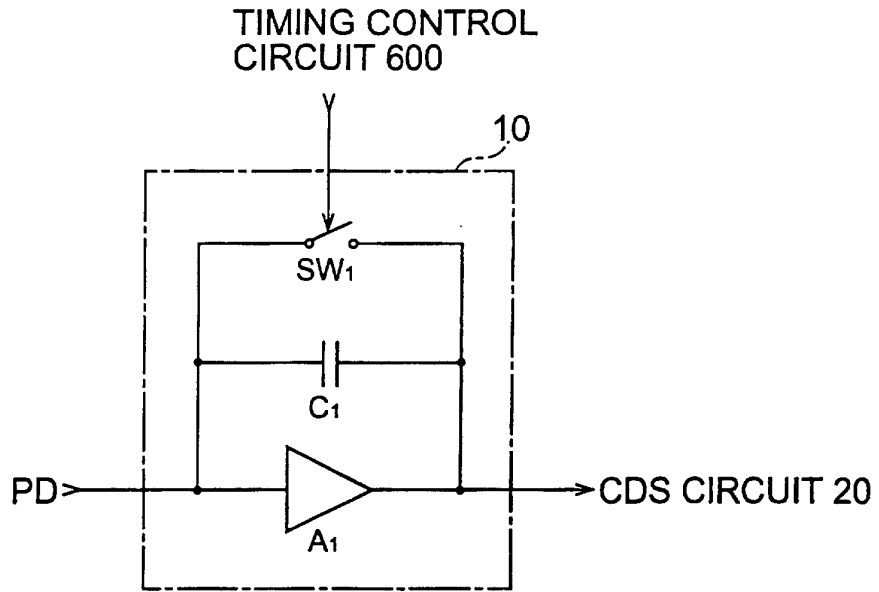 TIMING CONTROL
CIRCUIT 600
10
SW1
C1
PD
CDS CIRCUIT 20
A1